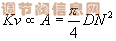 Kv ∝ A = π/4 DN²